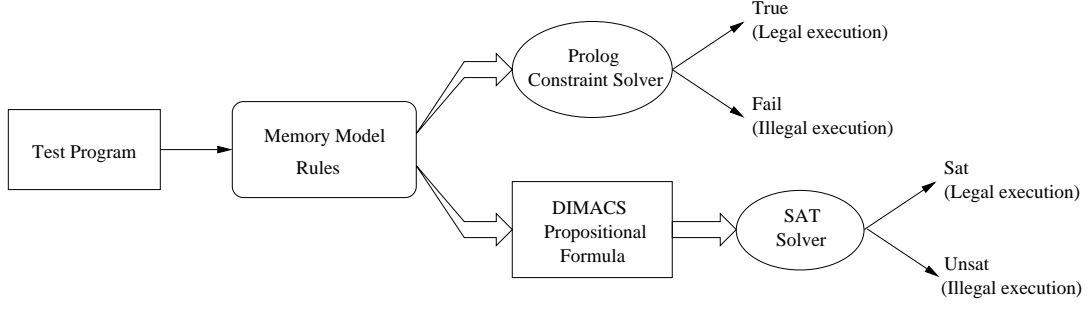 Test Program
Memory Model
Rules
Prolog
Constraint Solver
True
(Legal execution)
Fail
(Illegal execution)
DIMACS
Propositional
Formula
SAT
Solver
Sat
(Legal execution)
Unsat
(Illegal execution)